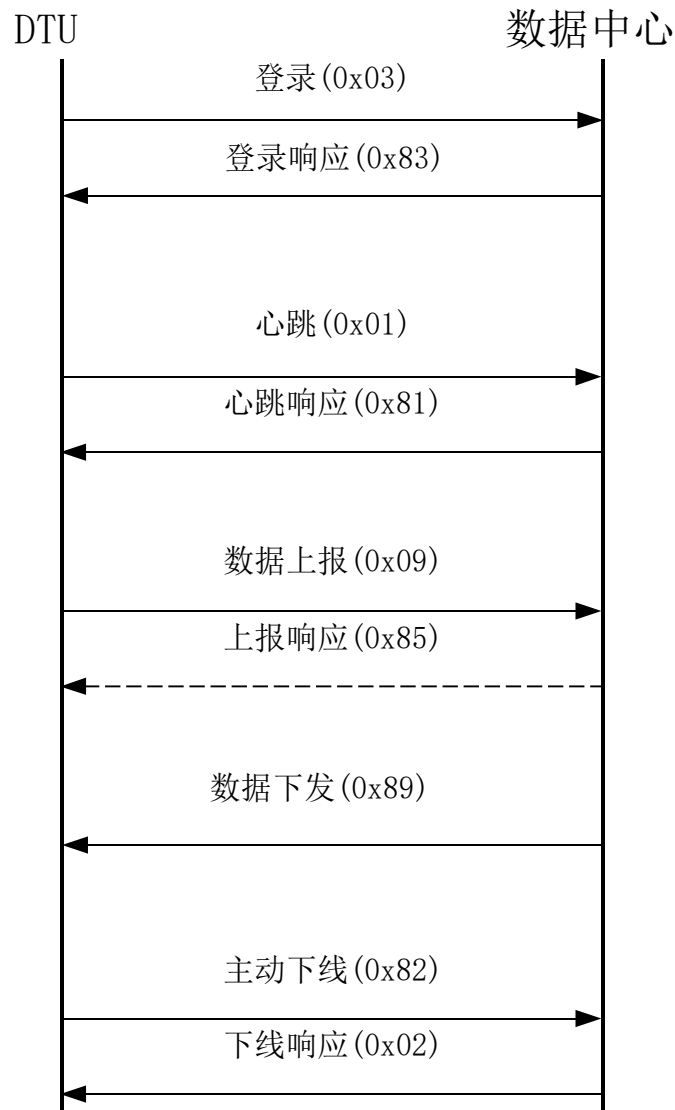 DTU 数据中心
登录(0x03)
登录响应(0x83)
心跳(0x01)
心跳响应(0x81)
数据上报(0x09)
上报响应(0x85)
数据下发(0x89)
主动下线(0x82)
下线响应(0x02)